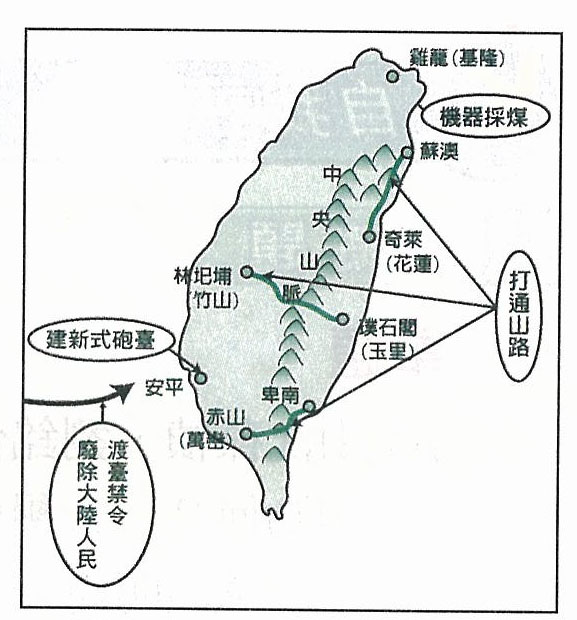 雞籠(基隆)
機器採煤
蘇澳
中
央
山
脈
奇萊
(花蓮)
打通山路
林圯埔
(竹山)
璞石閣
(玉里)
建新式砲臺
安平
卑南
赤山
(萬巒)
渡臺禁令
廢除大陸人民